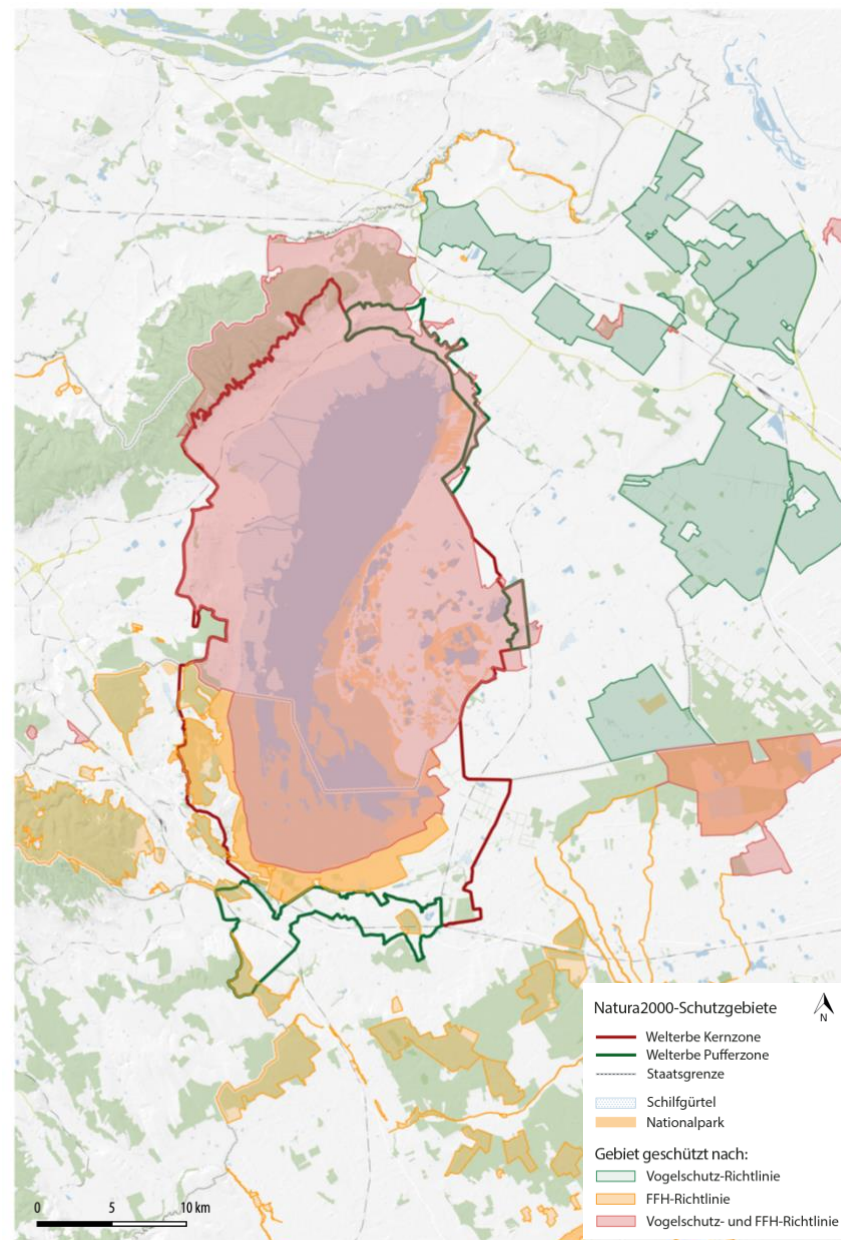 Natura2000-Schutzgebiete
N
Welterbe Kernzone
Welterbe Pufferzone
Staatsgrenze
Schilfgürtel
Nationalpark
Gebiet geschützt nach:
Vogelschutz-Richtlinie
FFH-Richtlinie
Vogelschutz- und FFH-Richtlinie
0 5 10 km